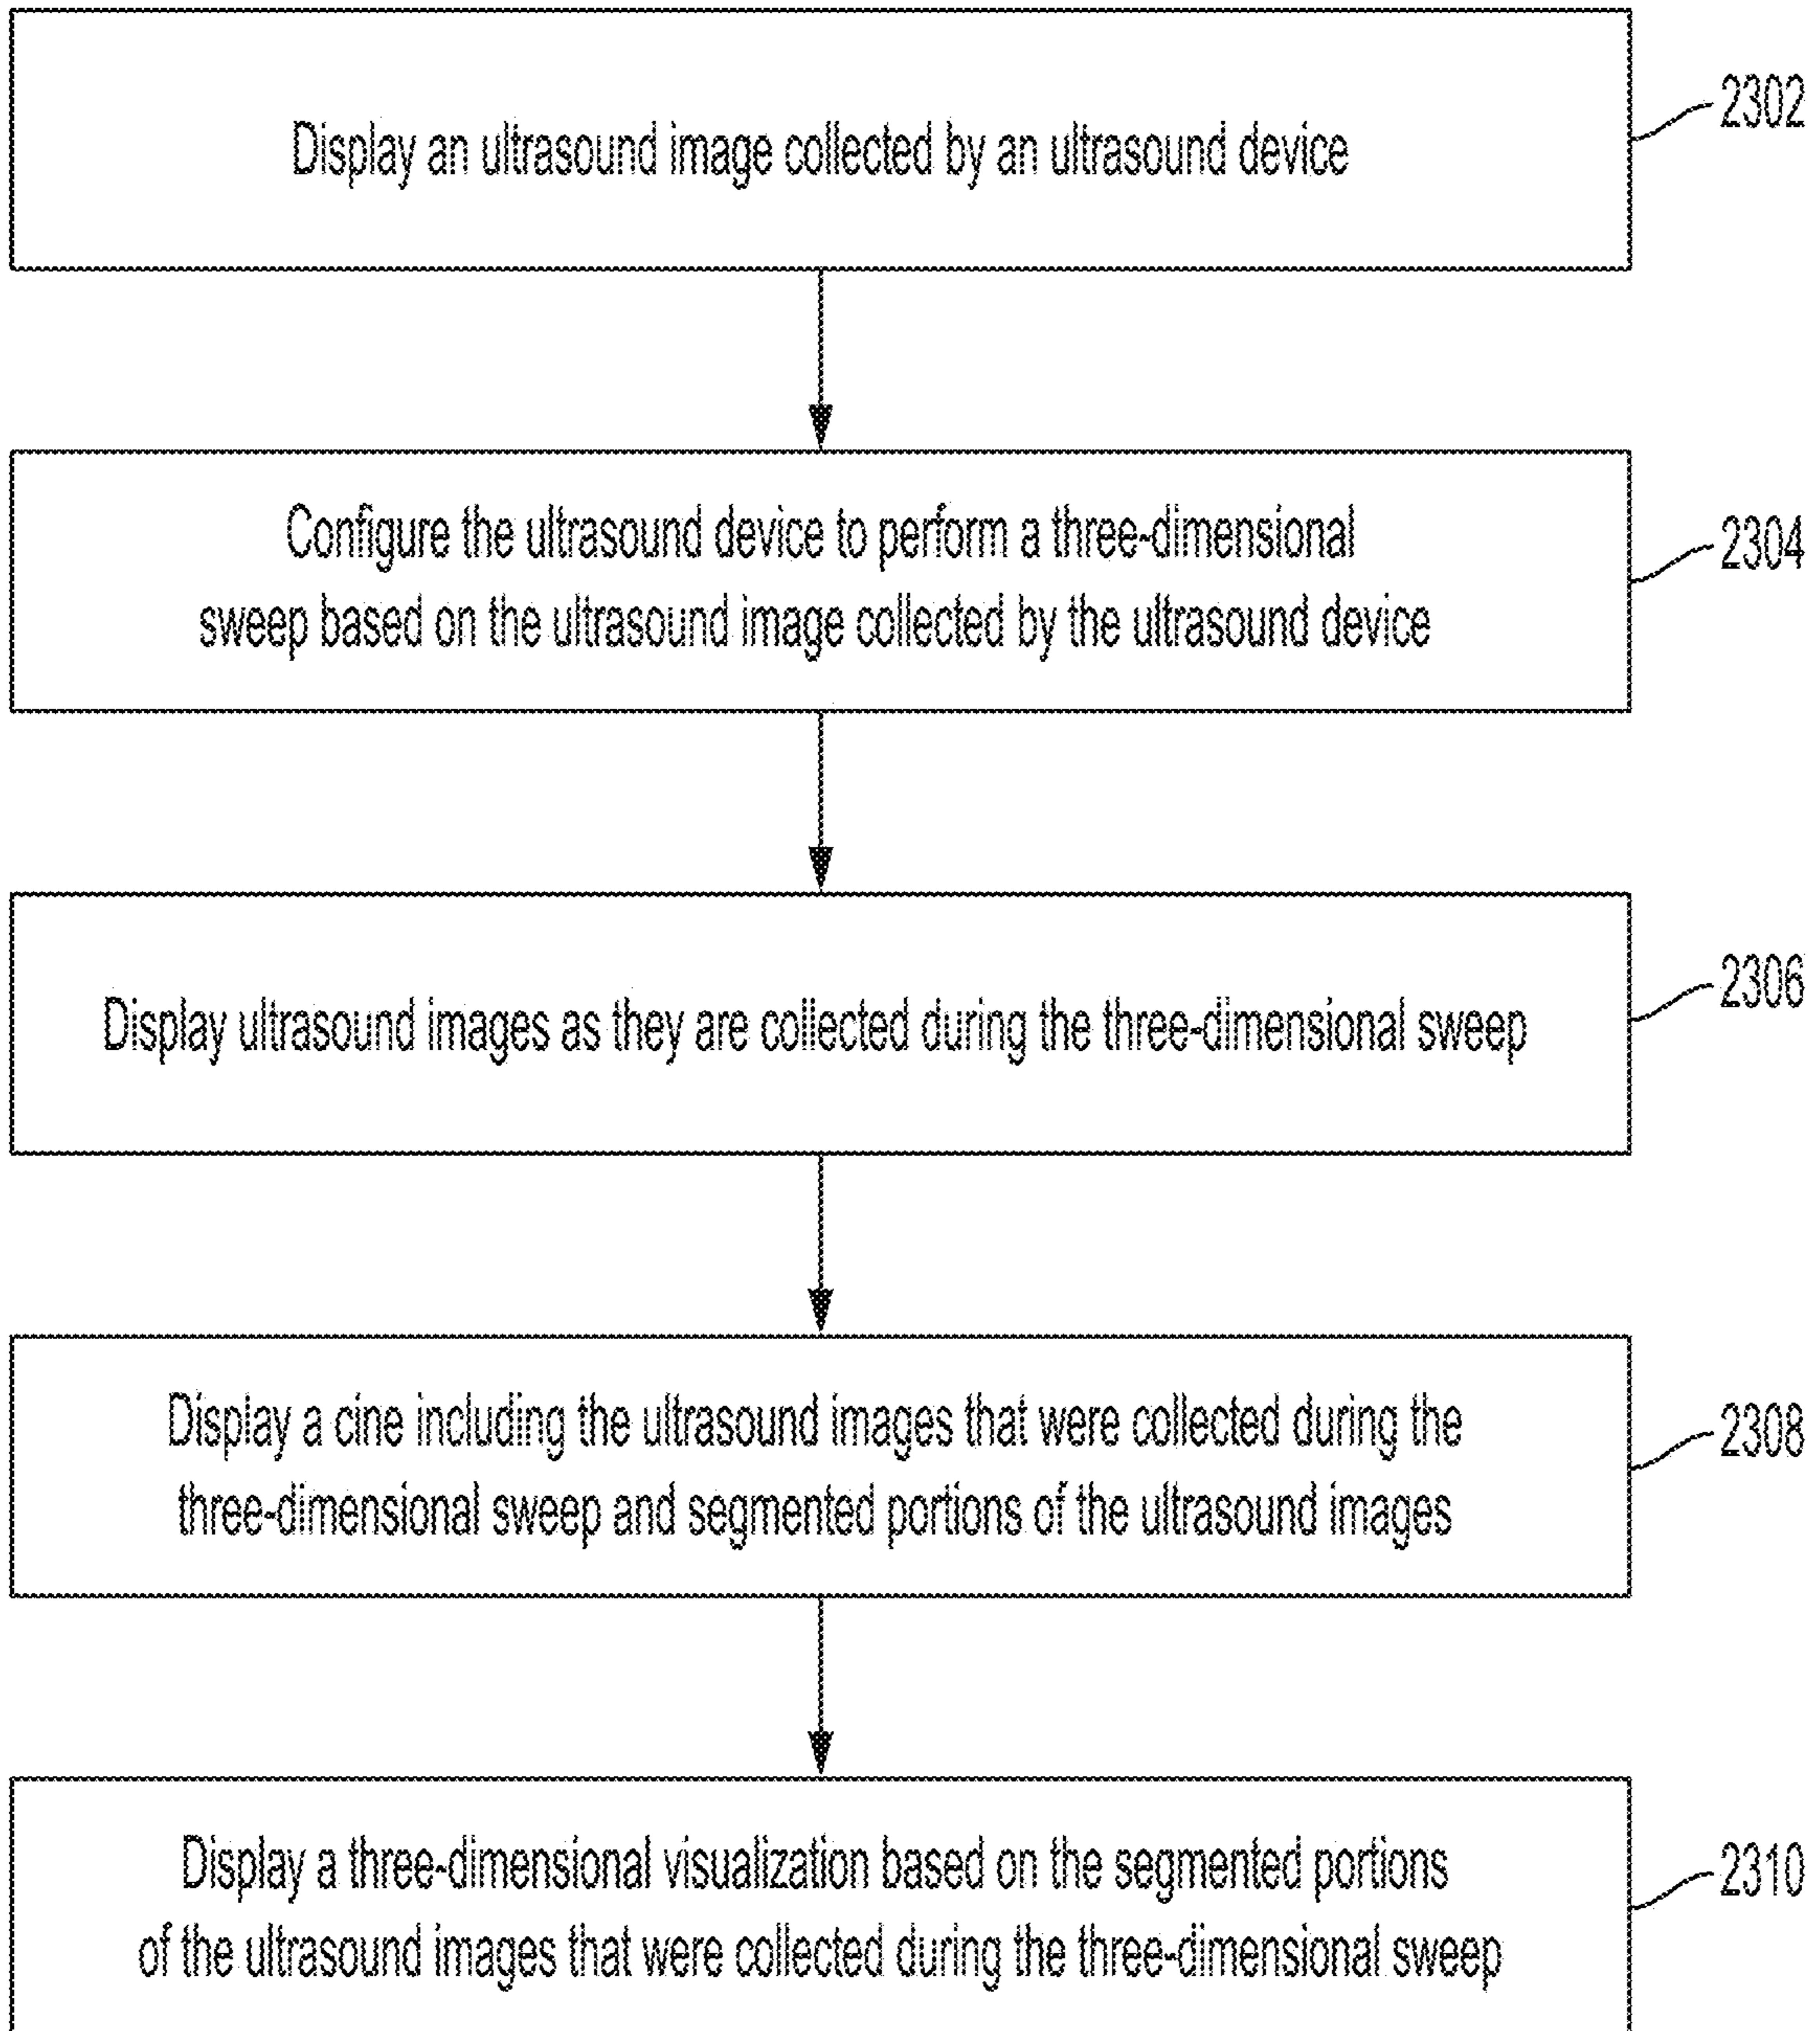 Display an ultrasound image collected by an ultrasound device
2302
Configure the ultrasound device to perform a three-dimensional
sweep based on the ultrasound image collected by the ultrasound device
2304
Display ultrasound images as they are collected during the three-dimensional sweep
2306
Display a cine including the ultrasound images that were collected during the
three-dimensional sweep and segmented portions of the ultrasound images
2308
Display a three-dimensional visualization based on the segmented portions
of the ultrasound images that were collected during the three-dimensional sweep
2310